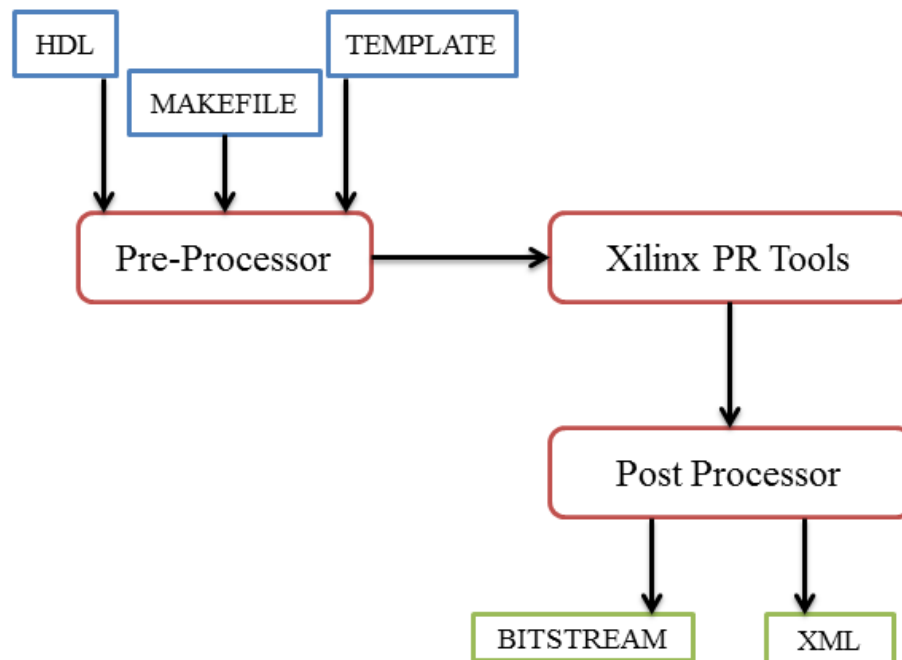 HDL
TEMPLATE
MAKEFILE
Pre-Processor
Xilinx PR Tools
Post Processor
BITSTREAM
XML